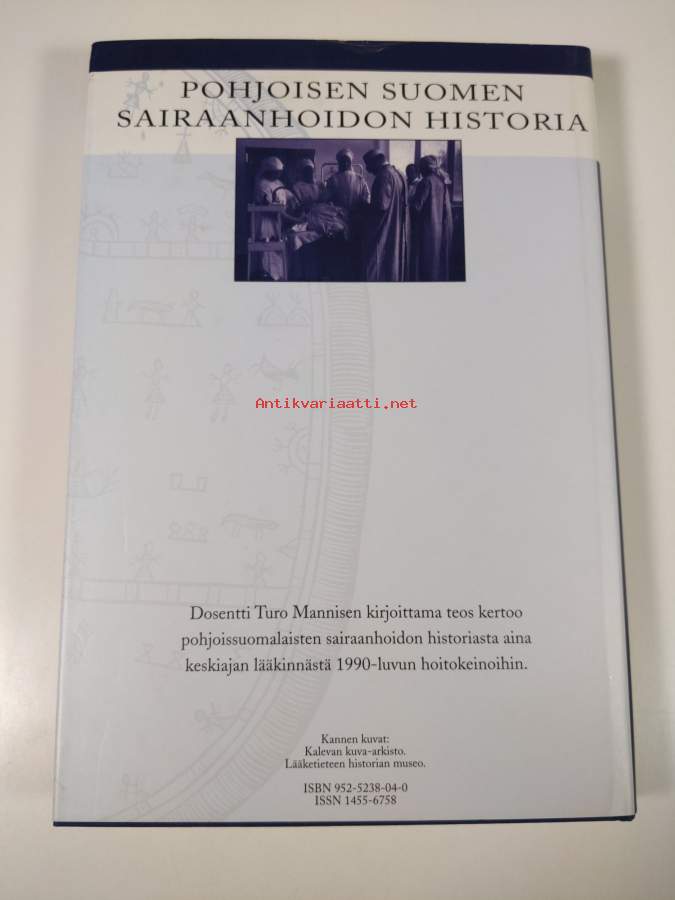 POHJOISEN SUOMEN
SAIRAANHOIDON HISTORIA
Antikvariaatti.net
Dosentti Turo Mannisen kirjoittama teos kertoo
pohjoissuomalaisten sairaanhoidon historiasta aina
keskiajan lääkinnästä 1990-luvun hoitokeinoihin.
Kannen kuvat:
Kalevan kuva-arkisto.
Lääketieteen historian museo.
ISBN 952-5238-04-0
ISSN 1455-6758